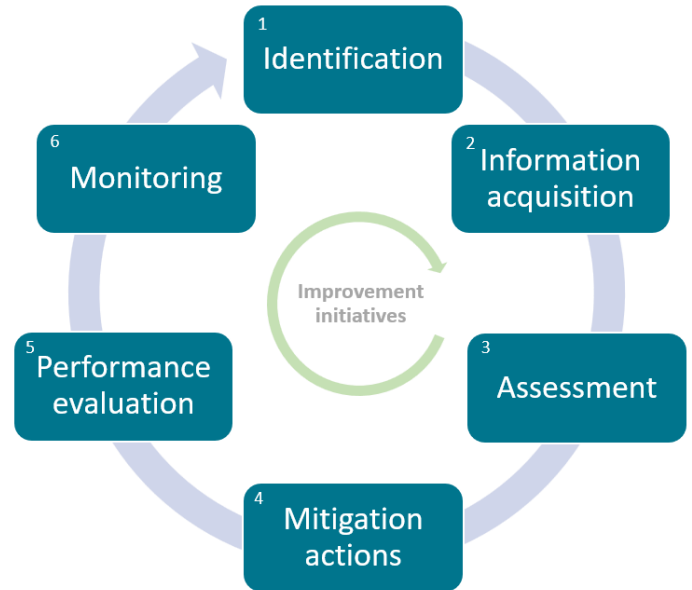 1
Identification
2
Information
acquisition
3
Assessment
4
Mitigation
actions
5
Performance
evaluation
6
Monitoring
Improvement
initiatives